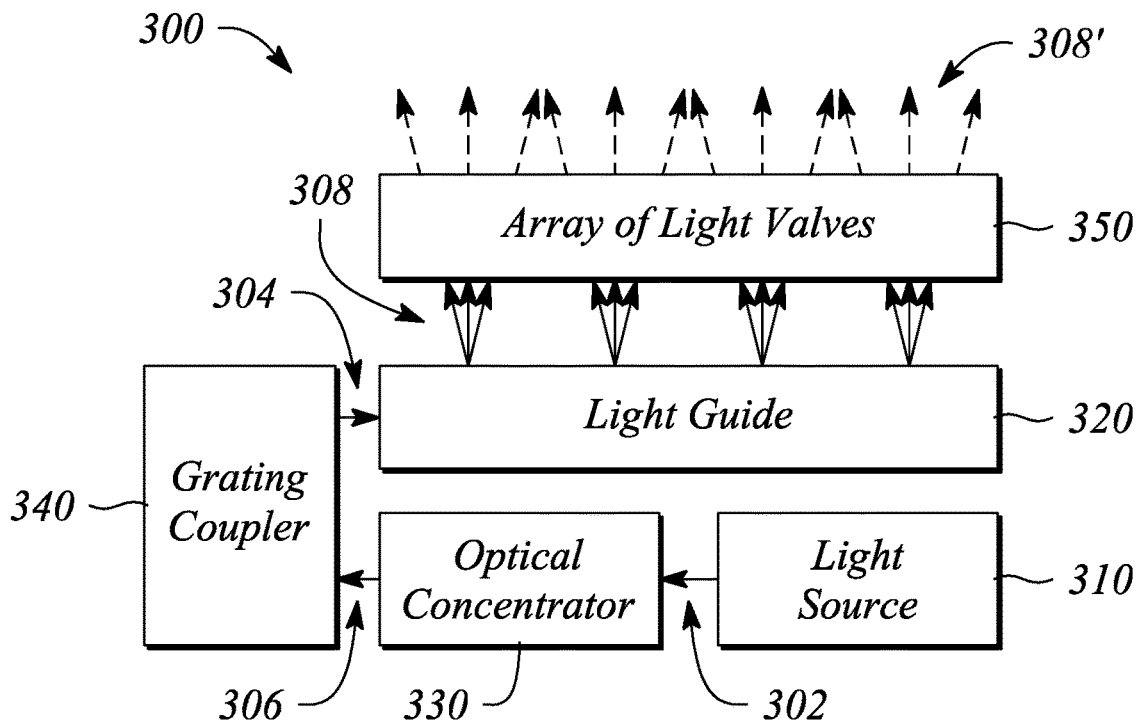 300
308'
308
Array of Light Valves
350
304
Light Guide
320
Grating
Coupler
340
Optical
Concentrator
Light
Source
310
306
330
302